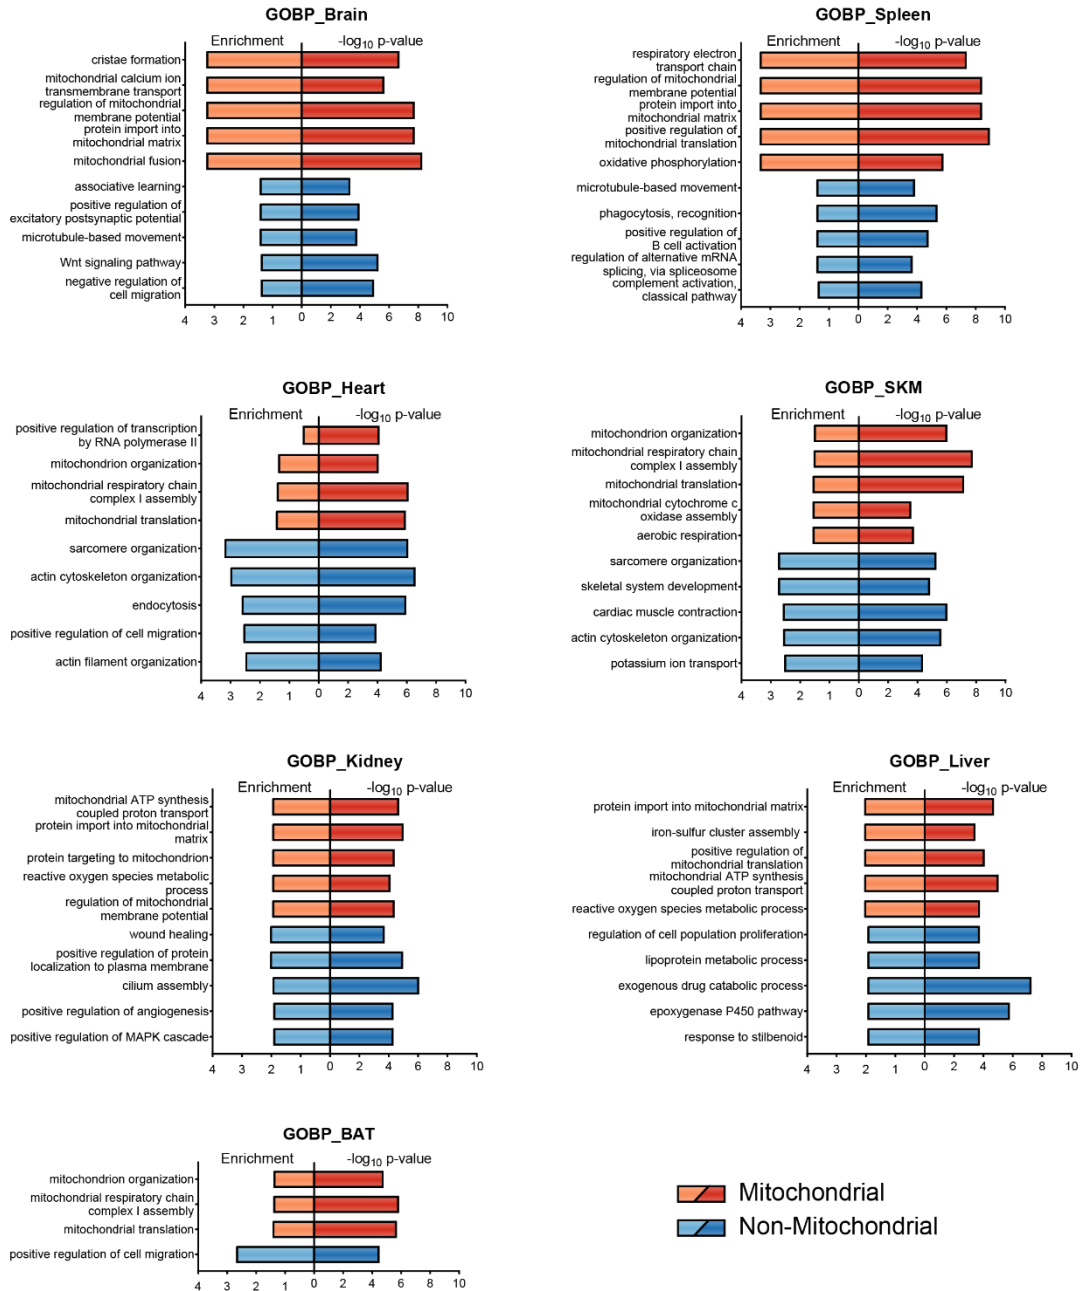 GOBP_Brain
Enrichment
-log10 p-value
cristae formation
mitochondrial calcium ion
transmembrane transport
regulation of mitochondrial
membrane potential
protein import into
mitochondrial matrix
mitochondrial fusion
associative learning
positive regulation of
excitatory postsynaptic potential
microtubule-based movement
Wnt signaling pathway
negative regulation of
cell migration
4 3 2 1 0 2 4 6 8 10
GOBP_Spleen
Enrichment
-log10 p-value
respiratory electron
transport chain
regulation of mitochondrial
membrane potential
protein import into
mitochondrial matrix
positive regulation of
mitochondrial translation
oxidative phosphorylation
microtubule-based movement
phagocytosis, recognition
positive regulation of
B cell activation
regulation of alternative mRNA
splicing, via spliceosome
complement activation,
classical pathway
4 3 2 1 0 2 4 6 8 10
GOBP_Heart
Enrichment
-log10 p-value
positive regulation of transcription
by RNA polymerase II
mitochondrion organization
mitochondrial respiratory chain
complex I assembly
mitochondrial translation
sarcomere organization
actin cytoskeleton organization
endocytosis
positive regulation of cell migration
actin filament organization
4 3 2 1 0 2 4 6 8 10
GOBP_SKM
Enrichment
-log10 p-value
mitochondrion organization
mitochondrial respiratory chain
complex I assembly
mitochondrial translation
mitochondrial cytochrome c
oxidase assembly
aerobic respiration
sarcomere organization
skeletal system development
cardiac muscle contraction
actin cytoskeleton organization
potassium ion transport
4 3 2 1 0 2 4 6 8 10
GOBP_Kidney
Enrichment
-log10 p-value
mitochondrial ATP synthesis
coupled proton transport
protein import into mitochondrial
matrix
protein targeting to mitochondrion
reactive oxygen species metabolic
process
regulation of mitochondrial
membrane potential
wound healing
positive regulation of protein
localization to plasma membrane
cilium assembly
positive regulation of angiogenesis
positive regulation of MAPK cascade
4 3 2 1 0 2 4 6 8 10
GOBP_Liver
Enrichment
-log10 p-value
protein import into mitochondrial matrix
iron-sulfur cluster assembly
positive regulation of
mitochondrial translation
mitochondrial ATP synthesis
coupled proton transport
reactive oxygen species metabolic process
regulation of cell population proliferation
lipoprotein metabolic process
exogenous drug catabolic process
epoxygenase P450 pathway
response to stilbenoid
4 3 2 1 0 2 4 6 8 10
GOBP_BAT
Enrichment
-log10 p-value
mitochondrion organization
mitochondrial respiratory chain
complex I assembly
mitochondrial translation
positive regulation of cell migration
4 3 2 1 0 2 4 6 8 10
Mitochondrial
Non-Mitochondrial